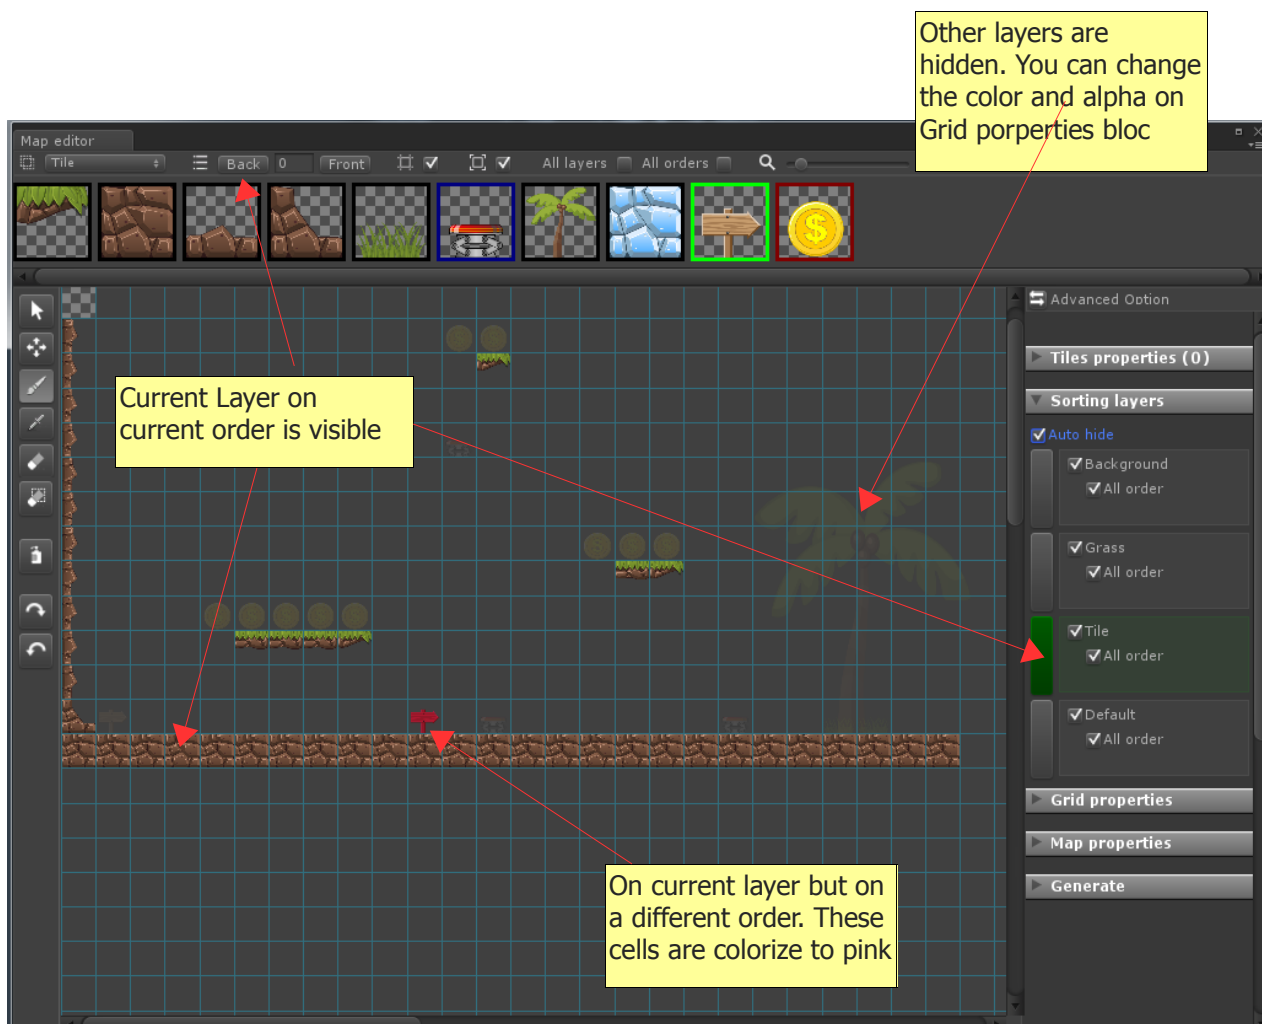 Other layers are
hidden. You can change
the color and alpha on
Grid porperties bloc
Map editor
Tile
Back 0 Front
All layers All orders
$
Advanced Option
Tiles properties (0)
Sorting layers
Auto hide
Background
All order
Grass
All order
Tile
All order
Default
All order
Grid properties
Map properties
Generate
Current Layer on
current order is visible
On current layer but on
a different order. These
cells are colorize to pink